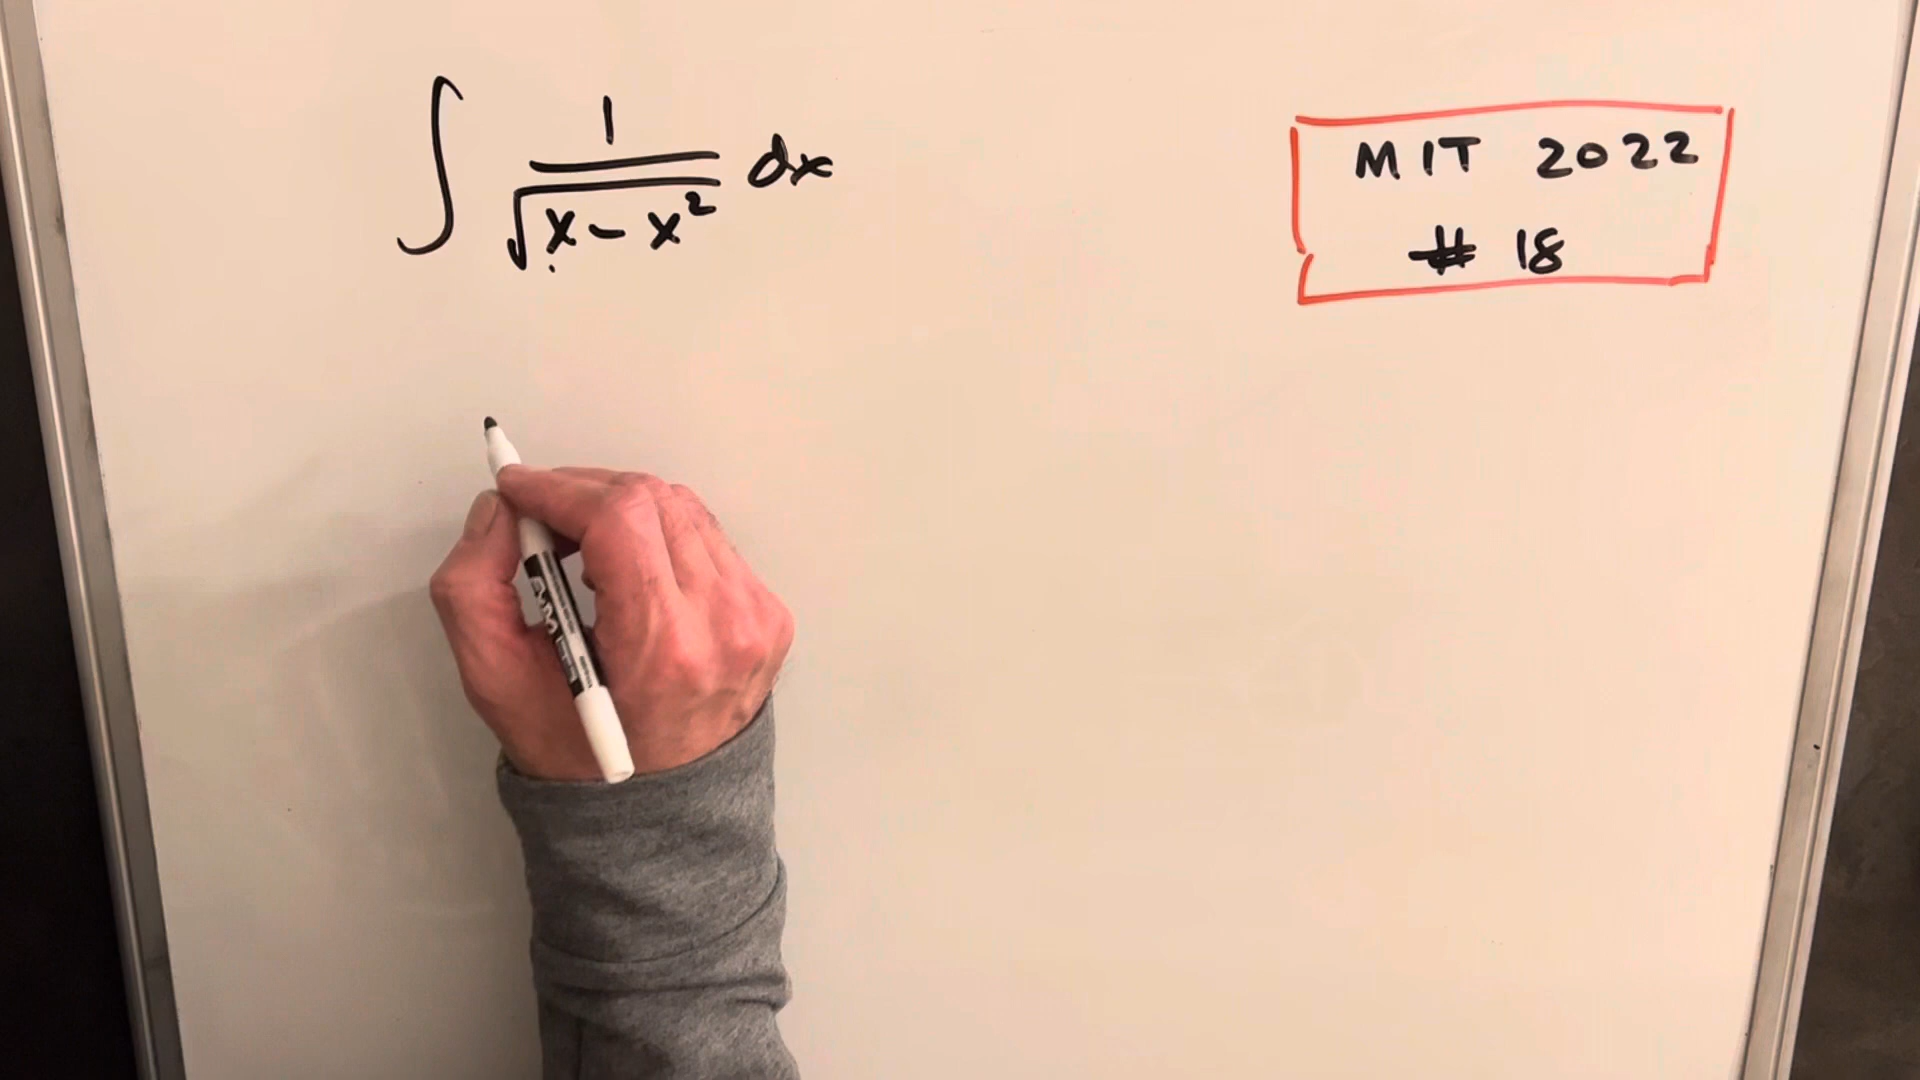 ∫ 1/√(x - x²) dx
MIT 2022
# 18